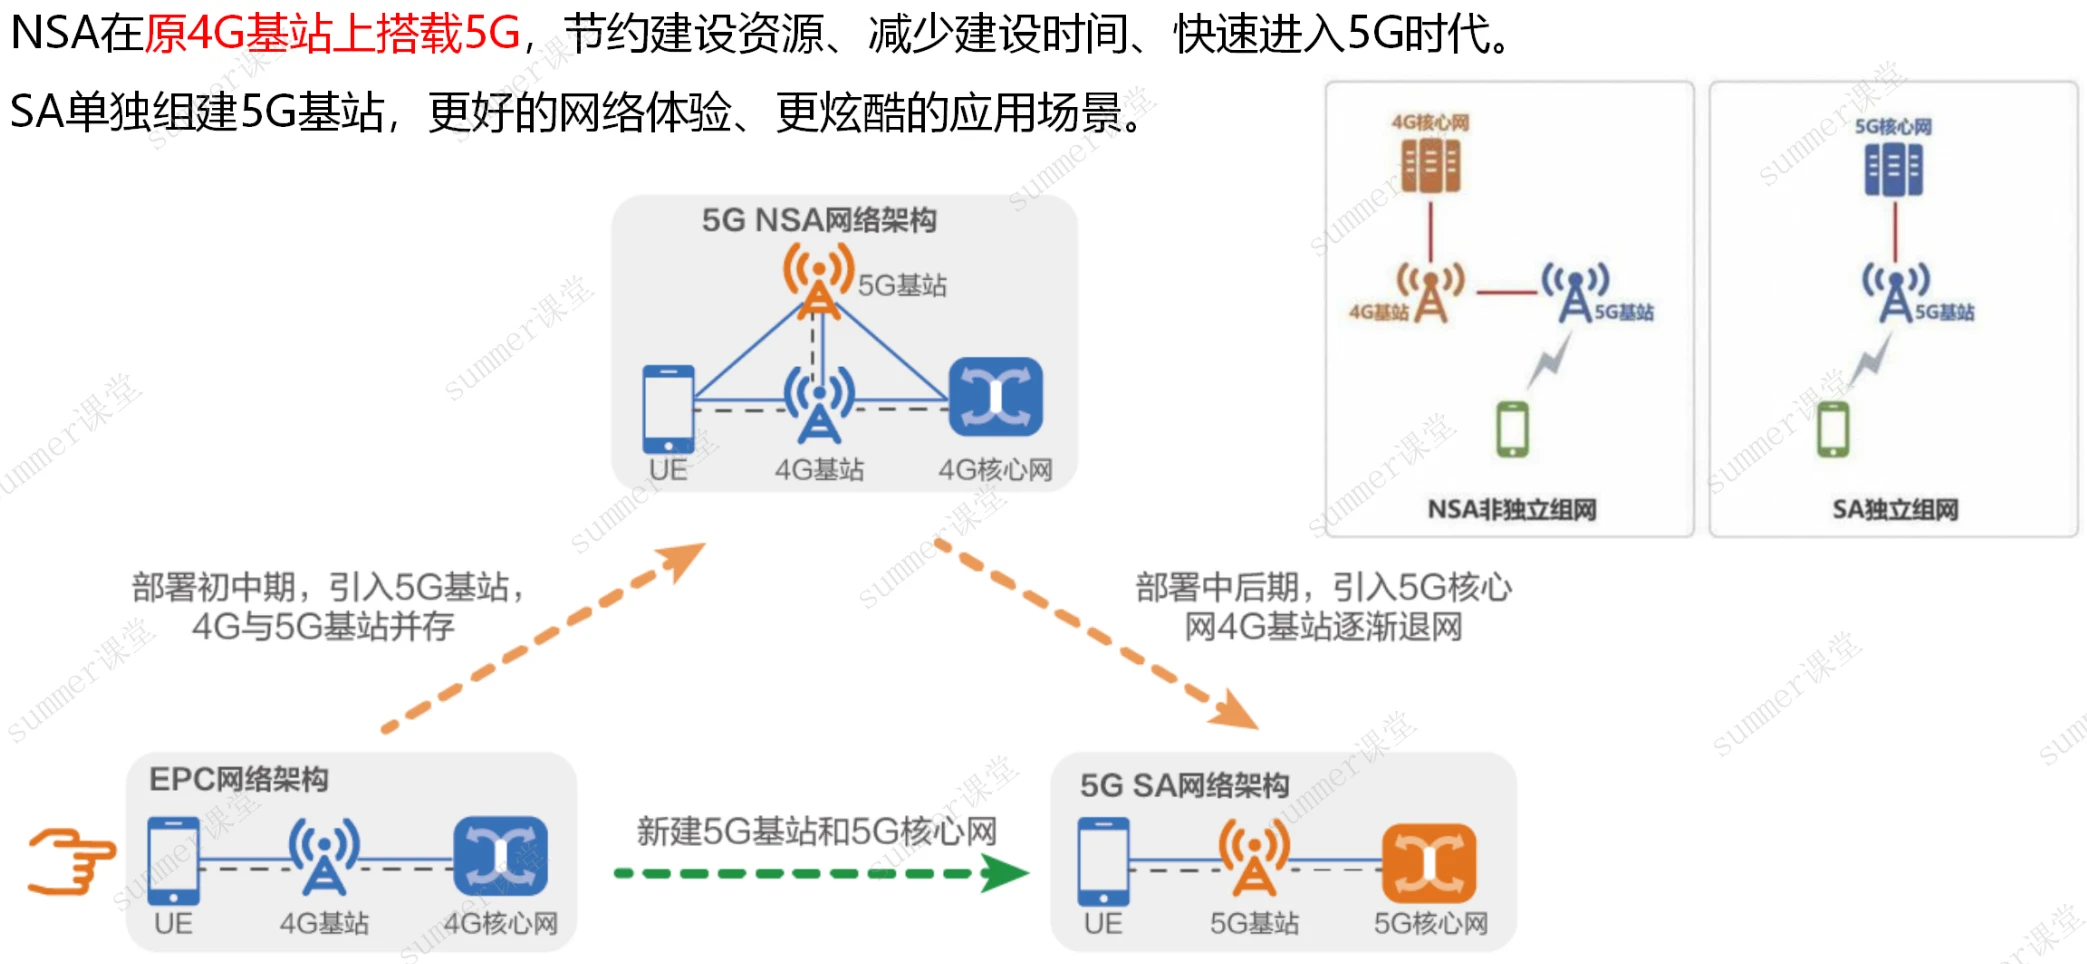 NSA在原4G基站上搭载5G，节约建设资源、减少建设时间、快速进入5G时代。
SA单独组建5G基站，更好的网络体验、更炫酷的应用场景。
5G NSA网络架构
5G基站
UE
4G基站
4G核心网
4G核心网
4G基站
5G基站
NSA非独立组网
5G核心网
5G基站
SA独立组网
部署初中期，引入5G基站，
4G与5G基站并存
部署中后期，引入5G核心
网4G基站逐渐退网
EPC网络架构
UE
4G基站
4G核心网
新建5G基站和5G核心网
5G SA网络架构
UE
5G基站
5G核心网
summer课堂